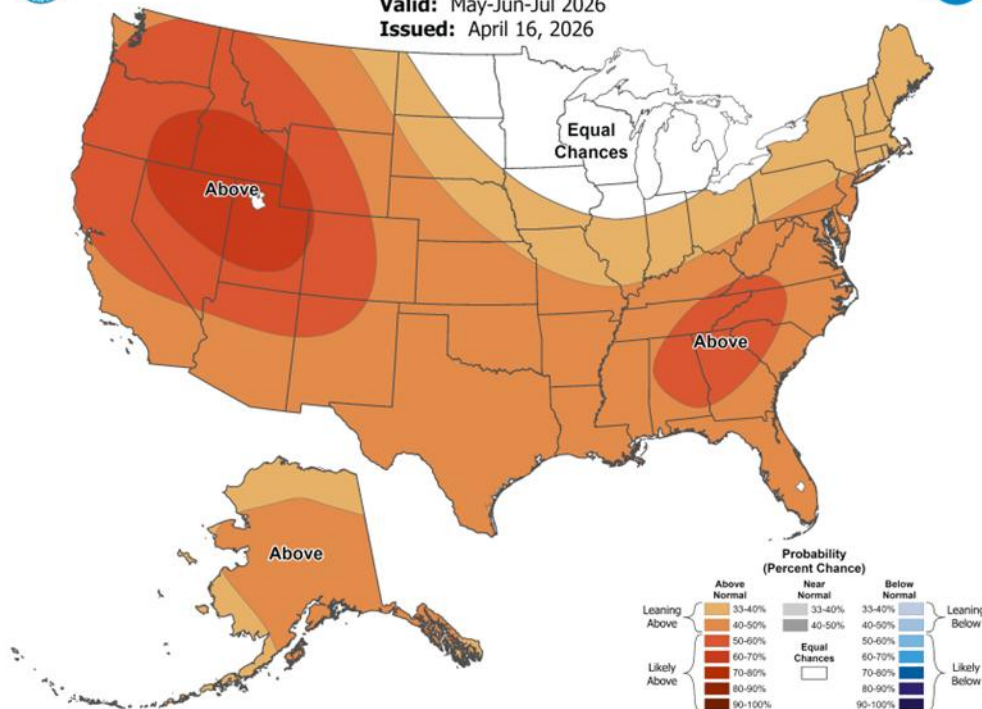 Valid: May-Jun-Jul 2026
Issued: April 16, 2026
Equal
Chances
Above
Above
Above
Probability
(Percent Chance)
Above
Normal
Near
Normal
Below
Normal
Leaning
Above
33-40%
33-40%
33-40%
Leaning
Below
40-50%
40-50%
40-50%
50-60%
Equal
Chances
50-60%
60-70%
60-70%
Likely
Above
70-80%
70-80%
Likely
Below
80-90%
80-90%
90-100%
90-100%